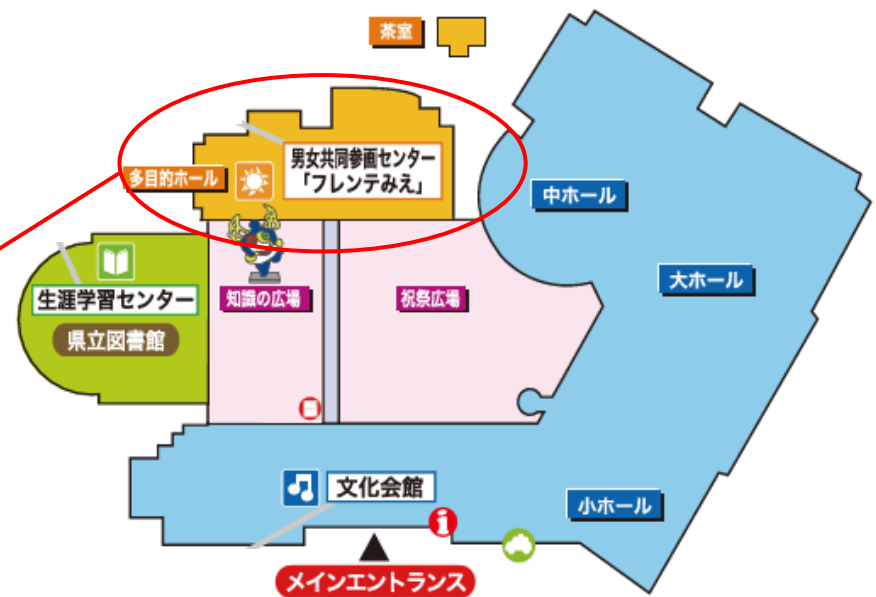 茶室
男女共同参画センター
「フレンテみえ」
多目的ホール
中ホール
大ホール
生涯学習センター
県立図書館
知識の広場
祝祭広場
文化会館
小ホール
メインエントランス